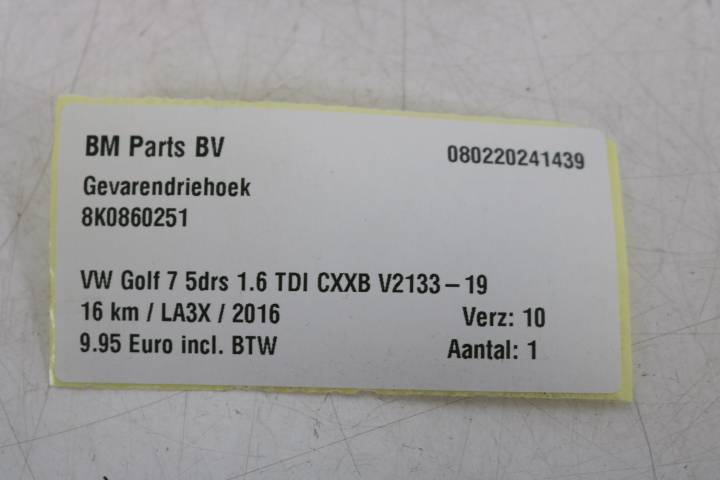 BM Parts BV 080220241439
Gevarendriehoek
8K0860251
VW Golf 7 5drs 1.6 TDI CXXB V2133-19
16 km / LA3X / 2016 Verz: 10
9.95 Euro incl. BTW Aantal: 1